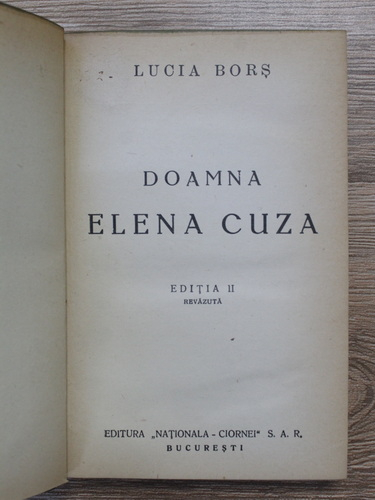 LUCIA BORȘ
DOAMNA
ELENA CUZA
EDIȚIA II
REVĂZUTĂ
EDITURA „NAȚIONALA - CIORNEI" S. A. R.
BUCUREȘTI